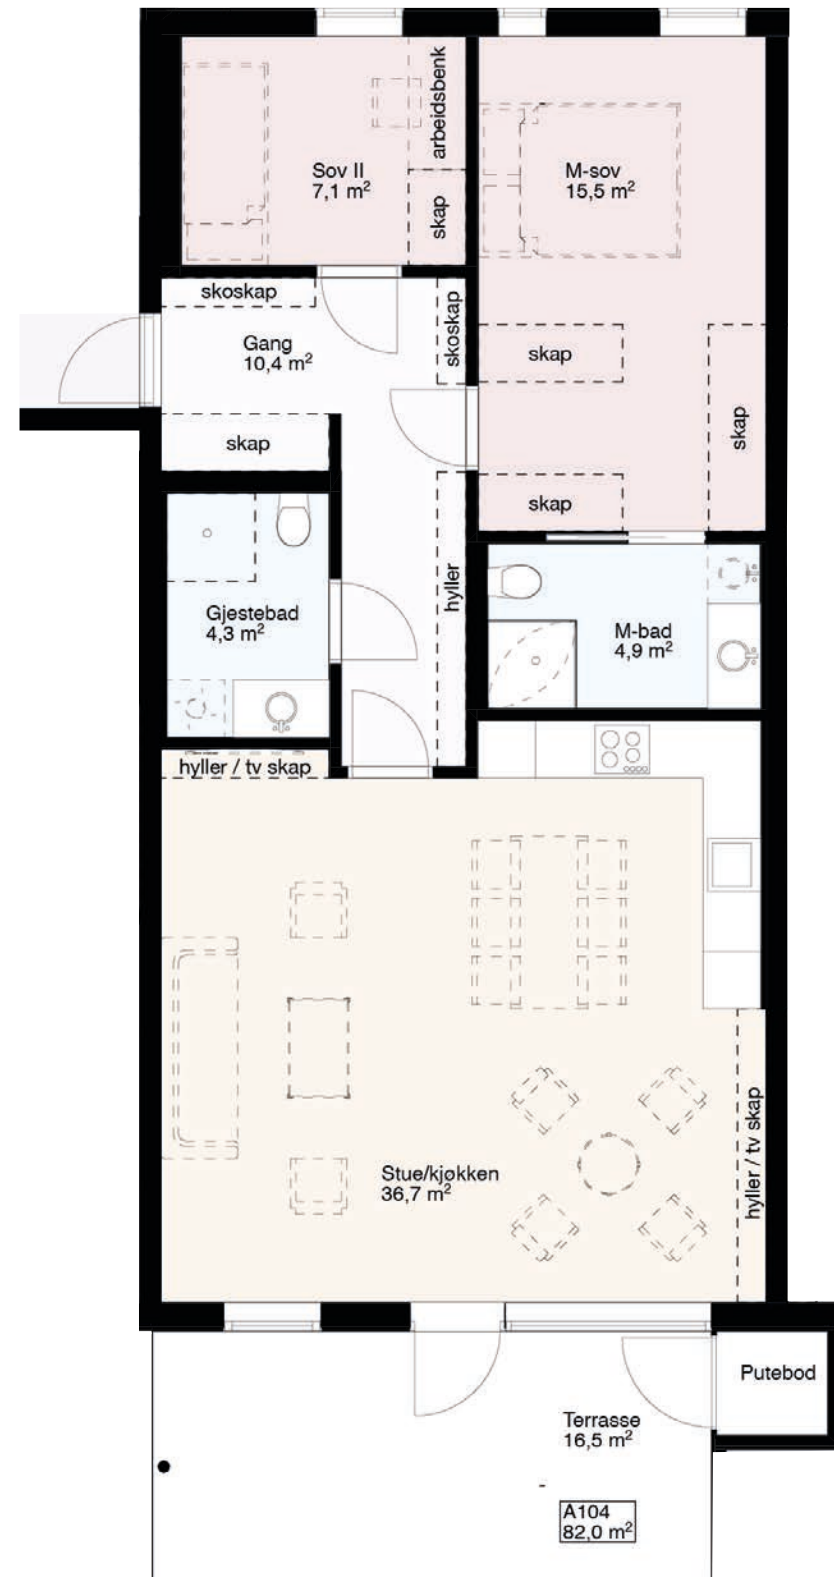 arbeidsbenk
Sov II
7,1 m²
skap
M-sov
15,5 m²
skoskap
skoskap
Gang
10,4 m²
skap
skap
skap
skap
hyller
Gjestebad
4,3 m²
M-bad
4,9 m²
hyller / tv skap
Stue/kjøkken
36,7 m²
hyller / tv skap
Putebod
Terrasse
16,5 m²
A104
82,0 m²